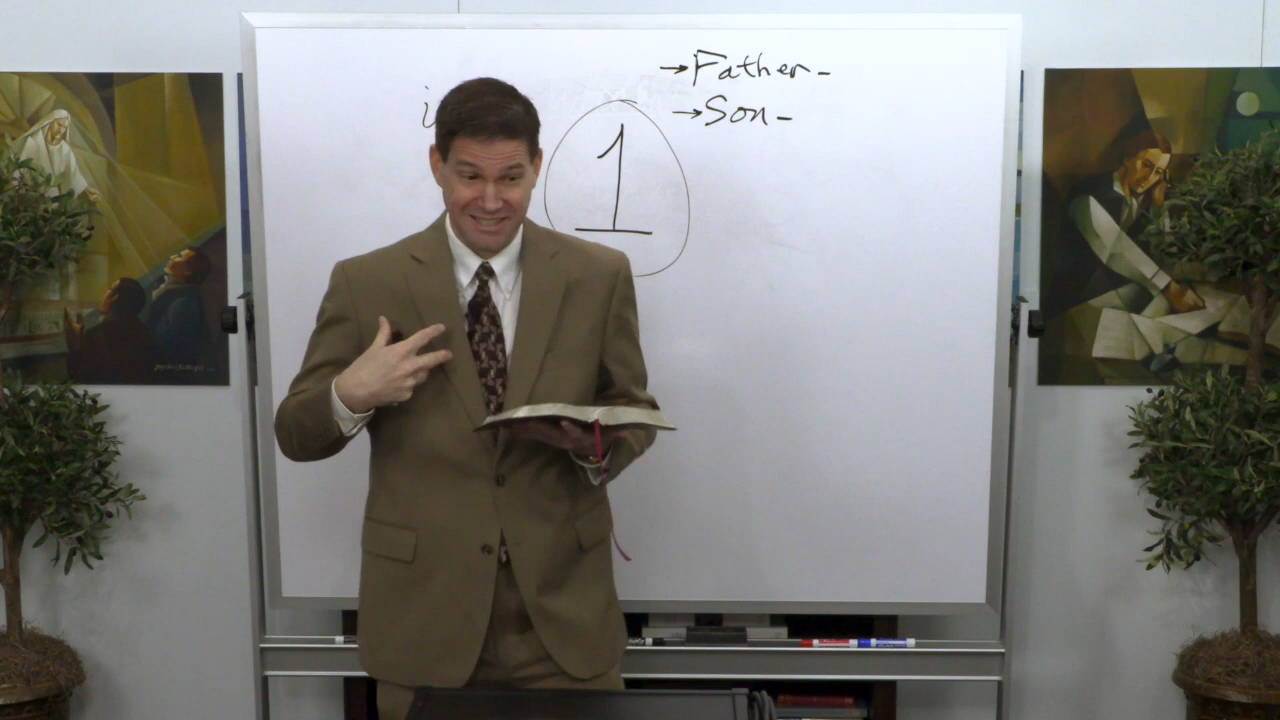 →Father-
→Son-
i
1